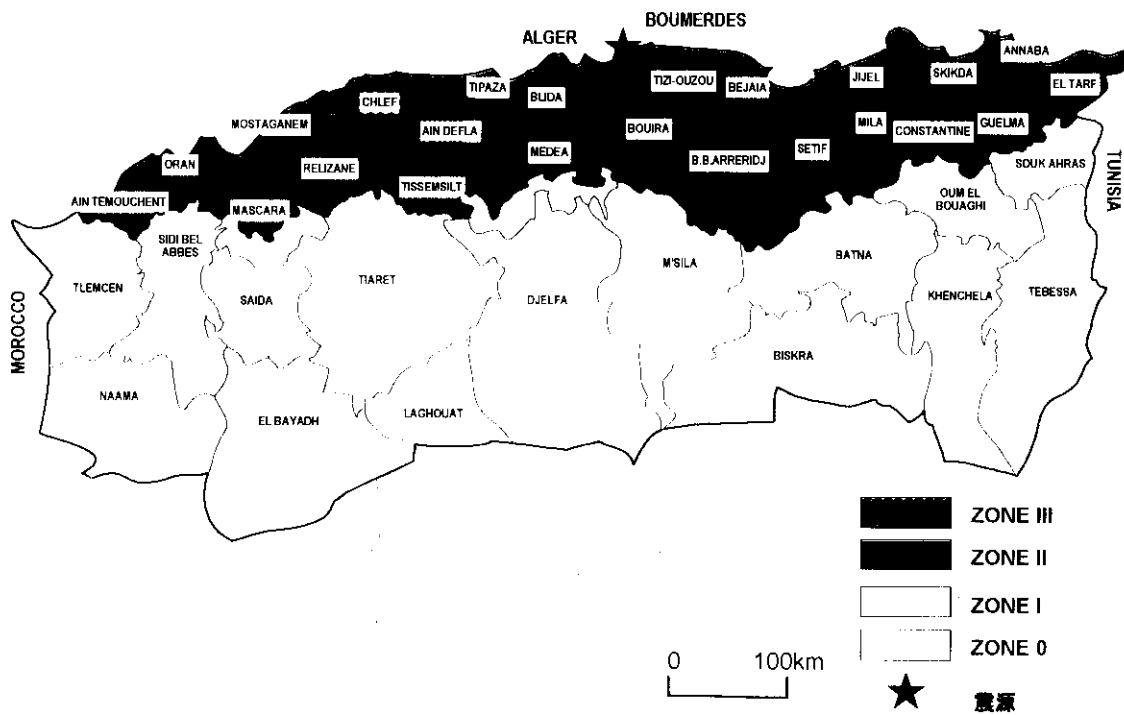 BOUMERDES
ALGER
ANNABA
TIPAZA
BLIDA
TIZI-OUZOU
BEJAIA
JIJEL
SKIKDA
EL TARF
CHLEF
MOSTAGANEM
AIN DEFLA
BOUIRA
MILA
CONSTANTINE
GUELMA
ORAN
RELIZANE
MEDEA
B.B.ARRERIDJ
SETIF
SOUK AHRAS
TUNISIA
AIN TEMOUCHENT
MASCARA
TISSEMSILT
OUM EL
BOUAGHI
SIDI BEL
ABBES
TLEMCEN
SAIDA
TIARET
DJELFA
M'SILA
BATNA
KHENCHELA
TEBESSA
MOROCCO
NAAMA
EL BAYADH
LAGHOUAT
BISKRA
ZONE III
ZONE II
ZONE I
ZONE 0
0 100km
震源